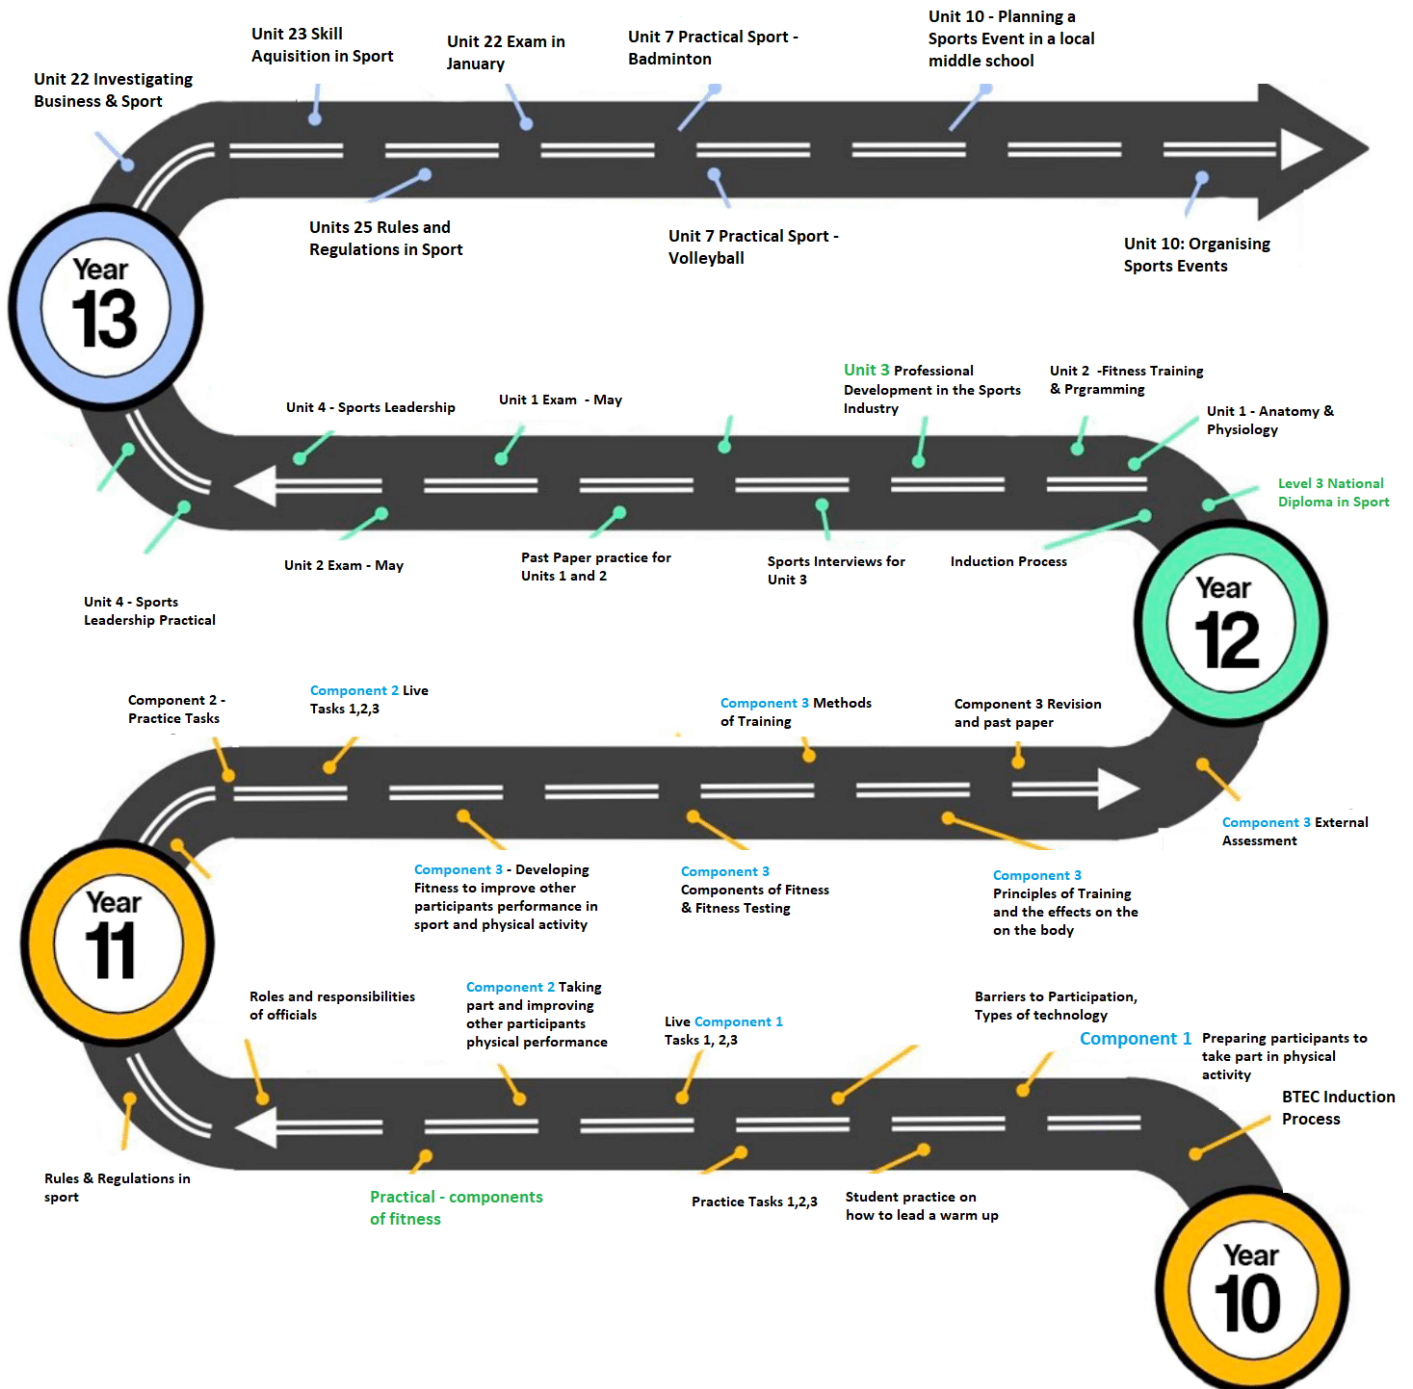 Unit 10 - Planning a
Sports Event in a local
middle school
Unit 23 Skill
Aquisition in Sport
Unit 22 Exam in
January
Unit 7 Practical Sport -
Badminton
Unit 22 Investigating
Business & Sport
Units 25 Rules and
Regulations in Sport
Unit 7 Practical Sport -
Volleyball
Unit 10: Organising
Sports Events
Year
13
Unit 4 - Sports Leadership
Unit 1 Exam - May
Unit 3 Professional
Development in the Sports
Industry
Unit 2 -Fitness Training
& Prgramming
Unit 1 - Anatomy &
Physiology
Level 3 National
Diploma in Sport
Unit 2 Exam - May
Past Paper practice for
Units 1 and 2
Sports Interviews for
Unit 3
Induction Process
Unit 4 - Sports
Leadership Practical
Year
12
Component 2 -
Practice Tasks
Component 2 Live
Tasks 1,2,3
Component 3 Methods
of Training
Component 3 Revision
and past paper
Component 3 External
Assessment
Component 3 - Developing
Fitness to improve other
participants performance in
sport and physical activity
Component 3
Components of Fitness
& Fitness Testing
Component 3
Principles of Training
and the effects on the
on the body
Year
11
Roles and responsibilities
of officials
Component 2 Taking
part and improving
other participants
physical performance
Live Component 1
Tasks 1, 2,3
Barriers to Participation,
Types of technology
Component 1 Preparing participants to
take part in physical
activity
BTEC Induction
Process
Rules & Regulations in
sport
Practical - components
of fitness
Practice Tasks 1,2,3
Student practice on
how to lead a warm up
Year
10